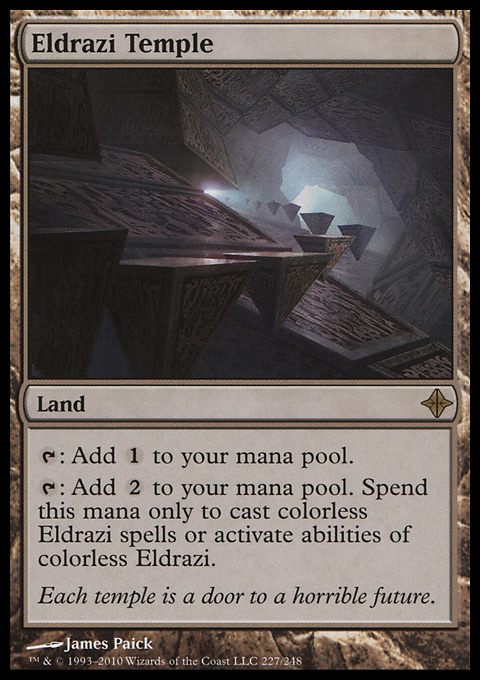 Eldrazi Temple
Land
: Add 1 to your mana pool.
: Add 2 to your mana pool. Spend
this mana only to cast colorless
Eldrazi spells or activate abilities of
colorless Eldrazi.
Each temple is a door to a horrible future.
James Paick
™ & © 1993–2010 Wizards of the Coast LLC 227/248